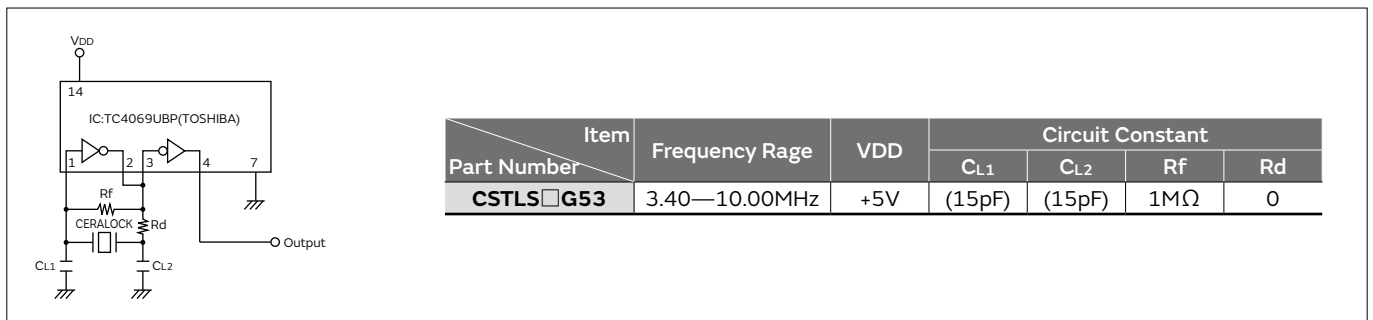 VDD
14
IC:TC4069UBP(TOSHIBA)
1 2 3 4 7
Rf
CERALOCK Rd
Output
CL1 CL2
Item
Part Number
Frequency Rage
VDD
Circuit Constant
CL1 CL2 Rf Rd
CSTLS□G53 3.40—10.00MHz +5V (15pF) (15pF) 1MΩ 0